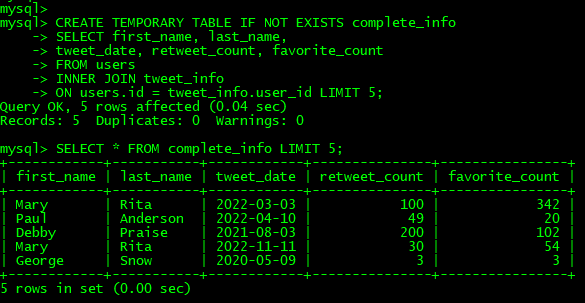 mysql>
mysql> CREATE TEMPORARY TABLE IF NOT EXISTS complete_info
    -> SELECT first_name, last_name,
    -> tweet_date, retweet_count, favorite_count
    -> FROM users
    -> INNER JOIN tweet_info
    -> ON users.id = tweet_info.user_id LIMIT 5;
Query OK, 5 rows affected (0.04 sec)
Records: 5  Duplicates: 0  Warnings: 0

mysql> SELECT * FROM complete_info LIMIT 5;
+------------+-----------+------------+---------------+----------------+
| first_name | last_name | tweet_date | retweet_count | favorite_count |
+------------+-----------+------------+---------------+----------------+
| Mary       | Rita      | 2022-03-03 |           100 |            342 |
| Paul       | Anderson  | 2022-04-10 |            49 |             20 |
| Debby      | Praise    | 2021-08-03 |           200 |            102 |
| Mary       | Rita      | 2022-11-11 |            30 |             54 |
| George     | Snow      | 2020-05-09 |             3 |              3 |
+------------+-----------+------------+---------------+----------------+
5 rows in set (0.00 sec)